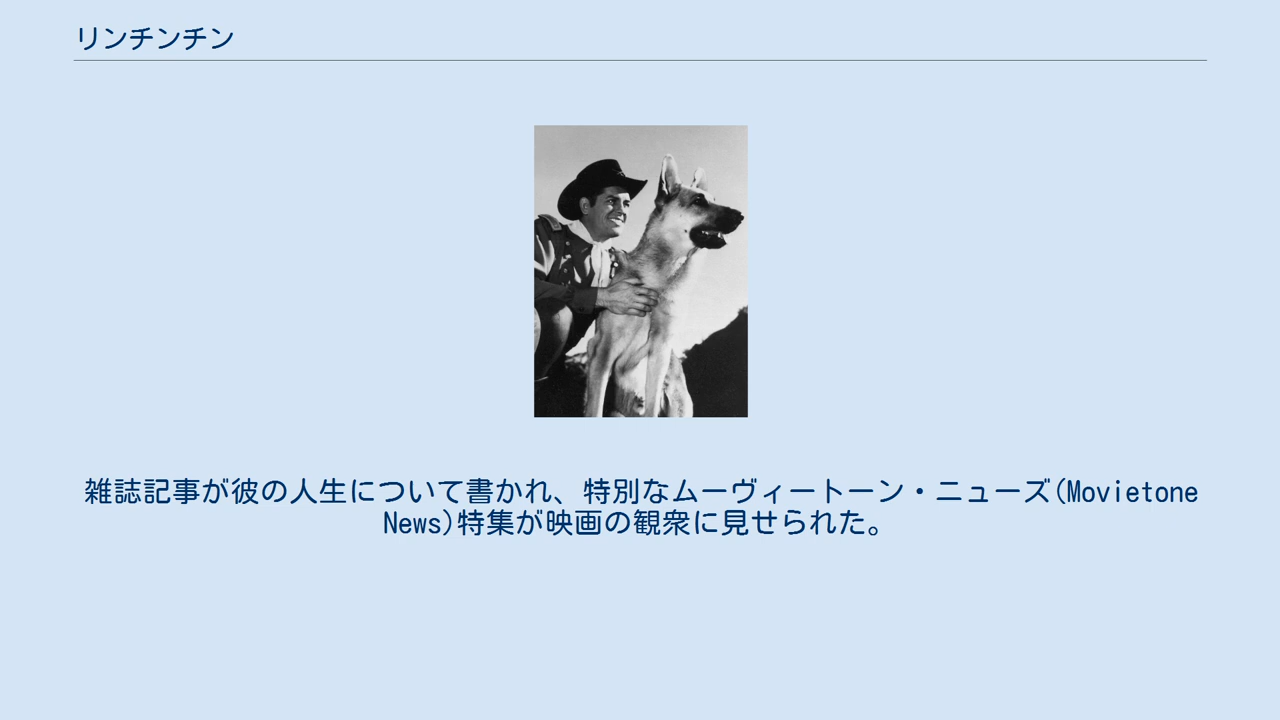 リンチンチン
雑誌記事が彼の人生について書かれ、特別なムーヴィートーン・ニューズ(Movietone
News)特集が映画の観衆に見せられた。